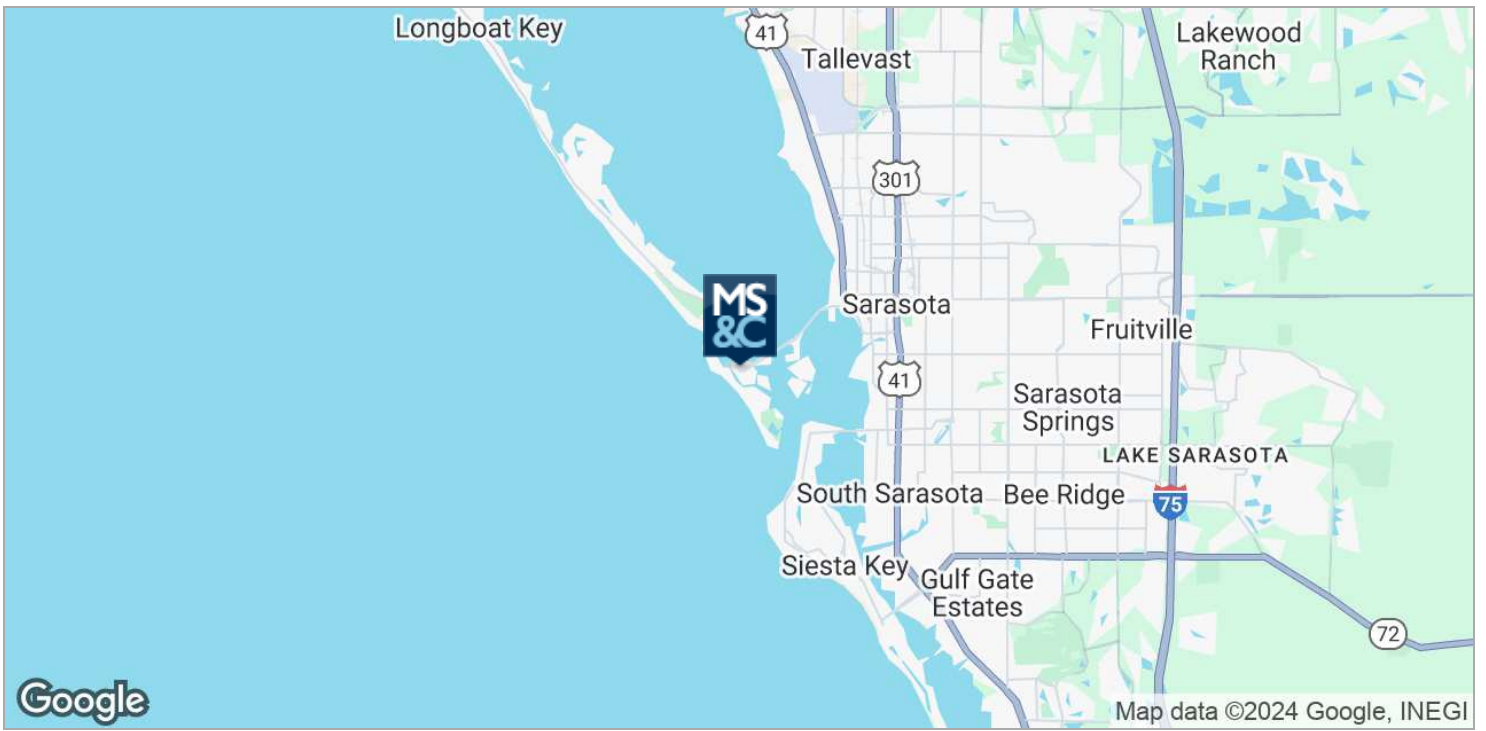 Longboat Key
41
Tallevast
Lakewood
Ranch
301
MS
&C
Sarasota
Fruitville
41
Sarasota
Springs
LAKE SARASOTA
South Sarasota
Bee Ridge
75
Siesta Key
Gulf Gate
Estates
72
Google
Map data ©2024 Google, INEGI